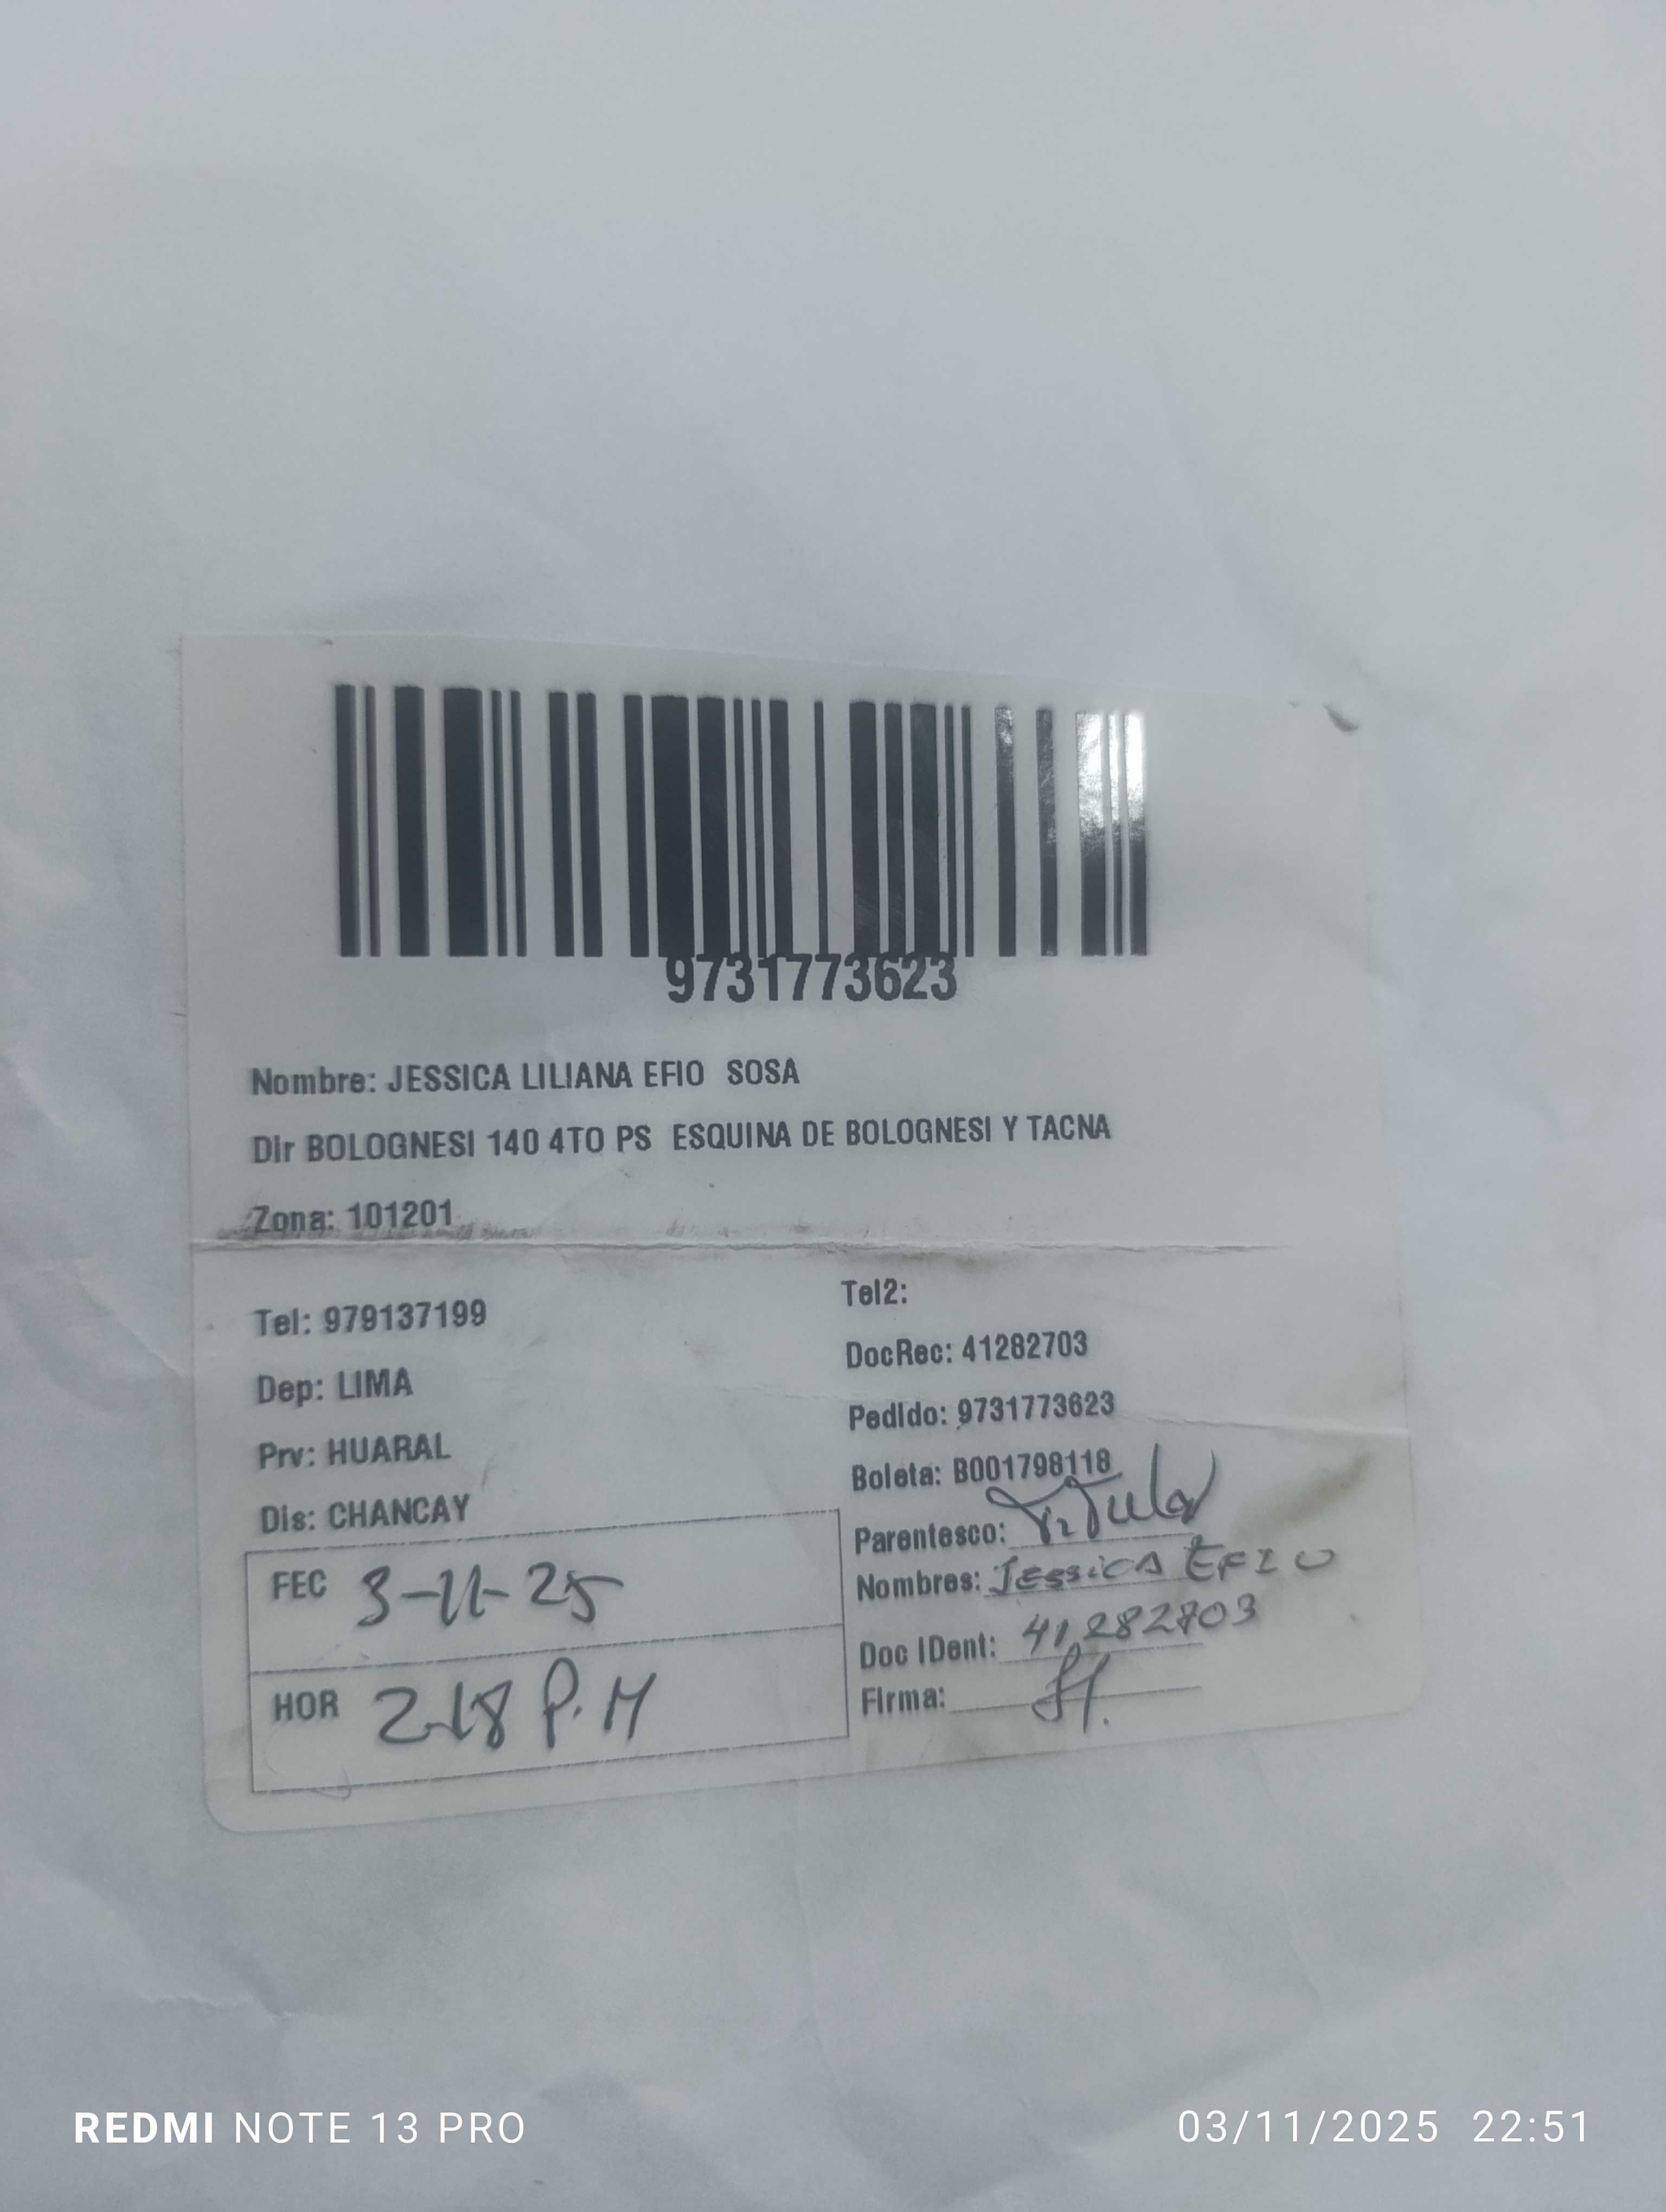 9731773623
Nombre: JESSICA LILIANA EFIO SOSA
Dir BOLOGNESI 140 4TO PS ESQUINA DE BOLOGNESI Y TACNA
Zona: 101201
Tel: 979137199
Dep: LIMA
Prv: HUARAL
Dis: CHANCAY
FEC 3-11-25
HOR 2:18 P.M
Tel2:
DocRec: 41282703
Pedido: 9731773623
Boleta: B001798118
Parentesco: Titular
Nombres: Jessica EFIO
Doc IDent: 41282703
Firma:
REDMI NOTE 13 PRO
03/11/2025 22:51